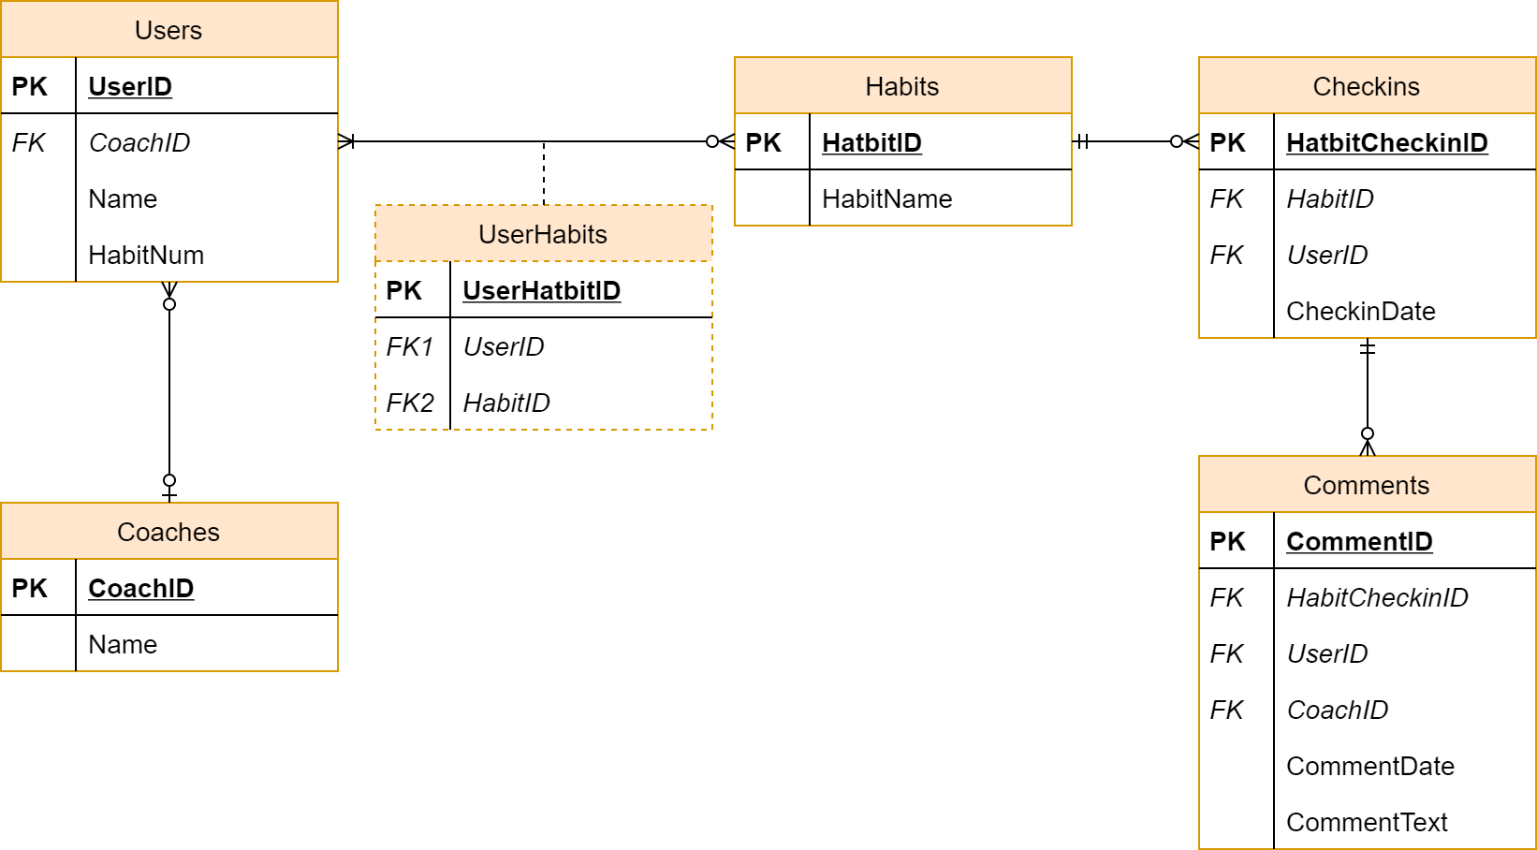 Users
PK UserID
FK CoachID
Name
HabitNum
Habits
PK HatbitID
HabitName
Checkins
PK HatbitCheckinID
FK HabitID
FK UserID
CheckinDate
UserHabits
PK UserHatbitID
FK1 UserID
FK2 HabitID
Coaches
PK CoachID
Name
Comments
PK CommentID
FK HabitCheckinID
FK UserID
FK CoachID
CommentDate
CommentText